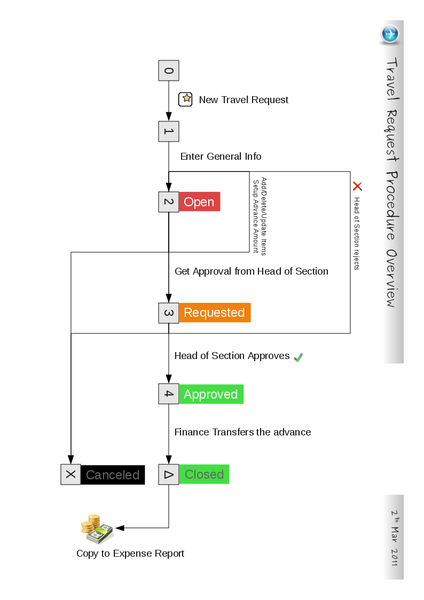 Travel Request Procedure Overview
0
New Travel Request
1
Enter General Info
Add/Delete/Update Items
Setup Advance Amount
Head of Section rejects
2 Open
Get Approval from Head of Section
3 Requested
Head of Section Approves
4 Approved
Finance Transfers the advance
X Canceled
Closed
Copy to Expense Report
2th Mar 2011